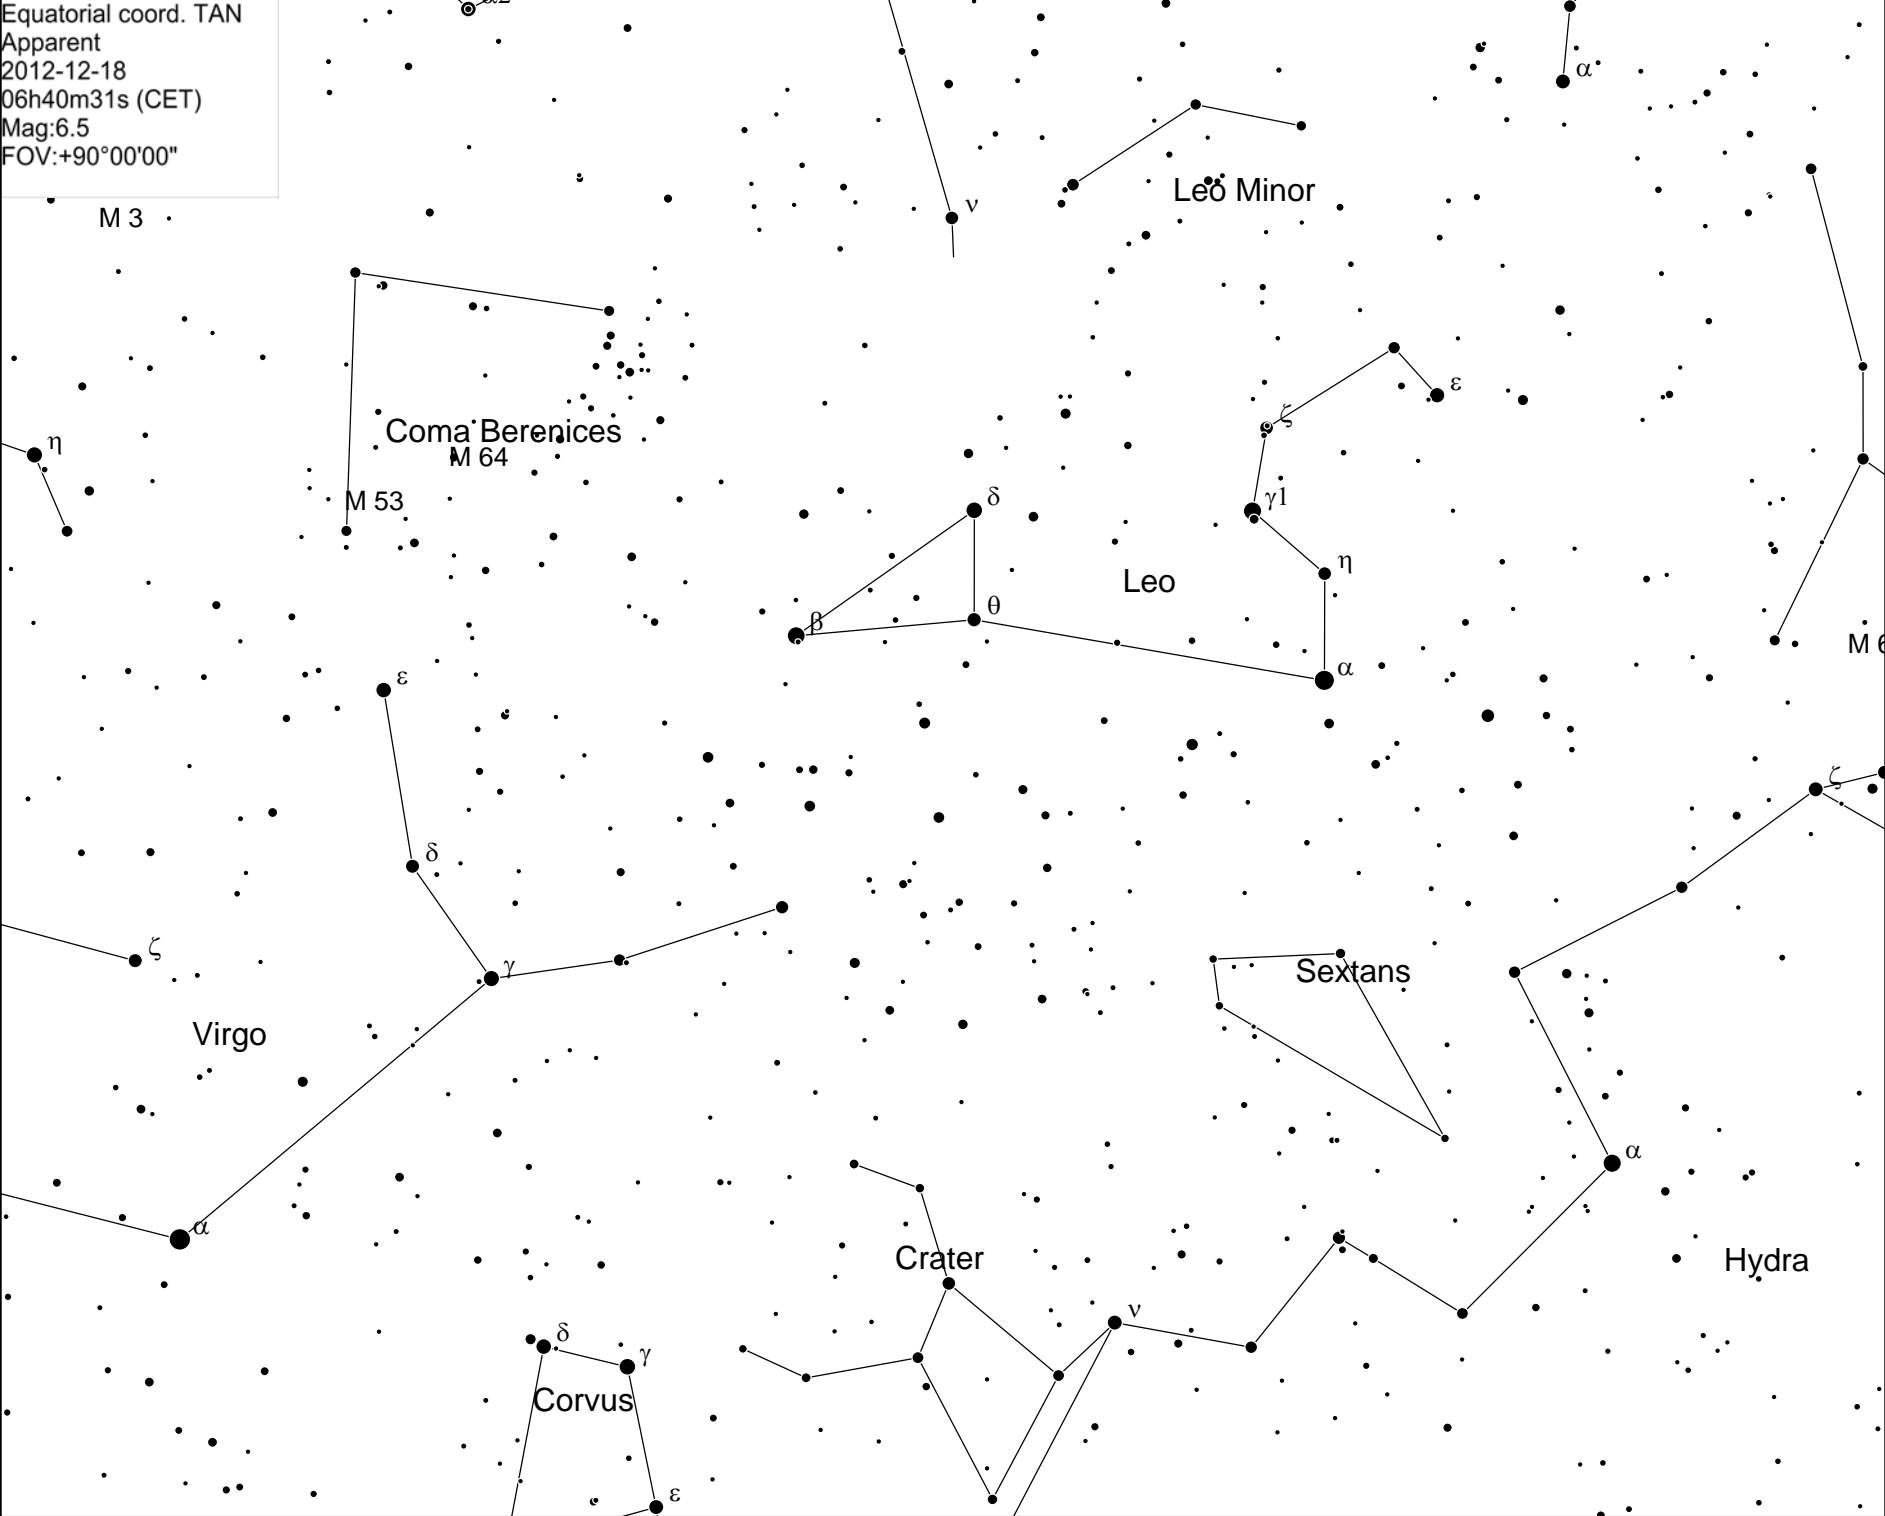 Equatorial coord. TAN
Apparent
2012-12-18
06h40m31s (CET)
Mag:6.5
FOV:+90°00'00"
α
M 3
ν
Leo Minor
ε
ζ
Coma Berenices
η
M 64
M 53
δ
γ1
Leo
η
β
θ
α
ε
ζ
δ
ζ
γ
Sextans
Virgo
α
α
Crater
Hydra
ν
δ
γ
Corvus
ε